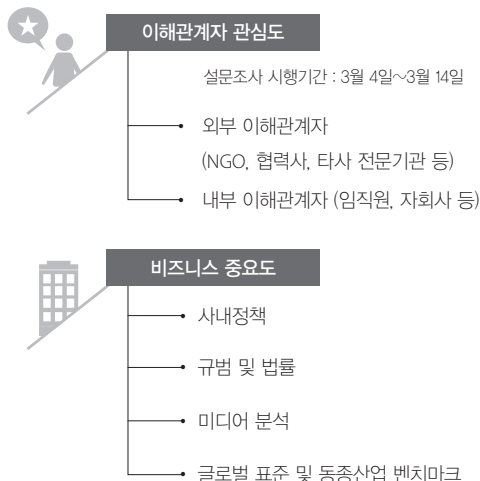 이해관계자 관심도
설문조사 시행기간 : 3월 4일~3월 14일
외부 이해관계자
(NGO, 협력사, 타사 전문기관 등)
내부 이해관계자 (임직원, 자회사 등)
비즈니스 중요도
사내정책
규범 및 법률
미디어 분석
글로벌 표준 및 동종산업 벤치마크